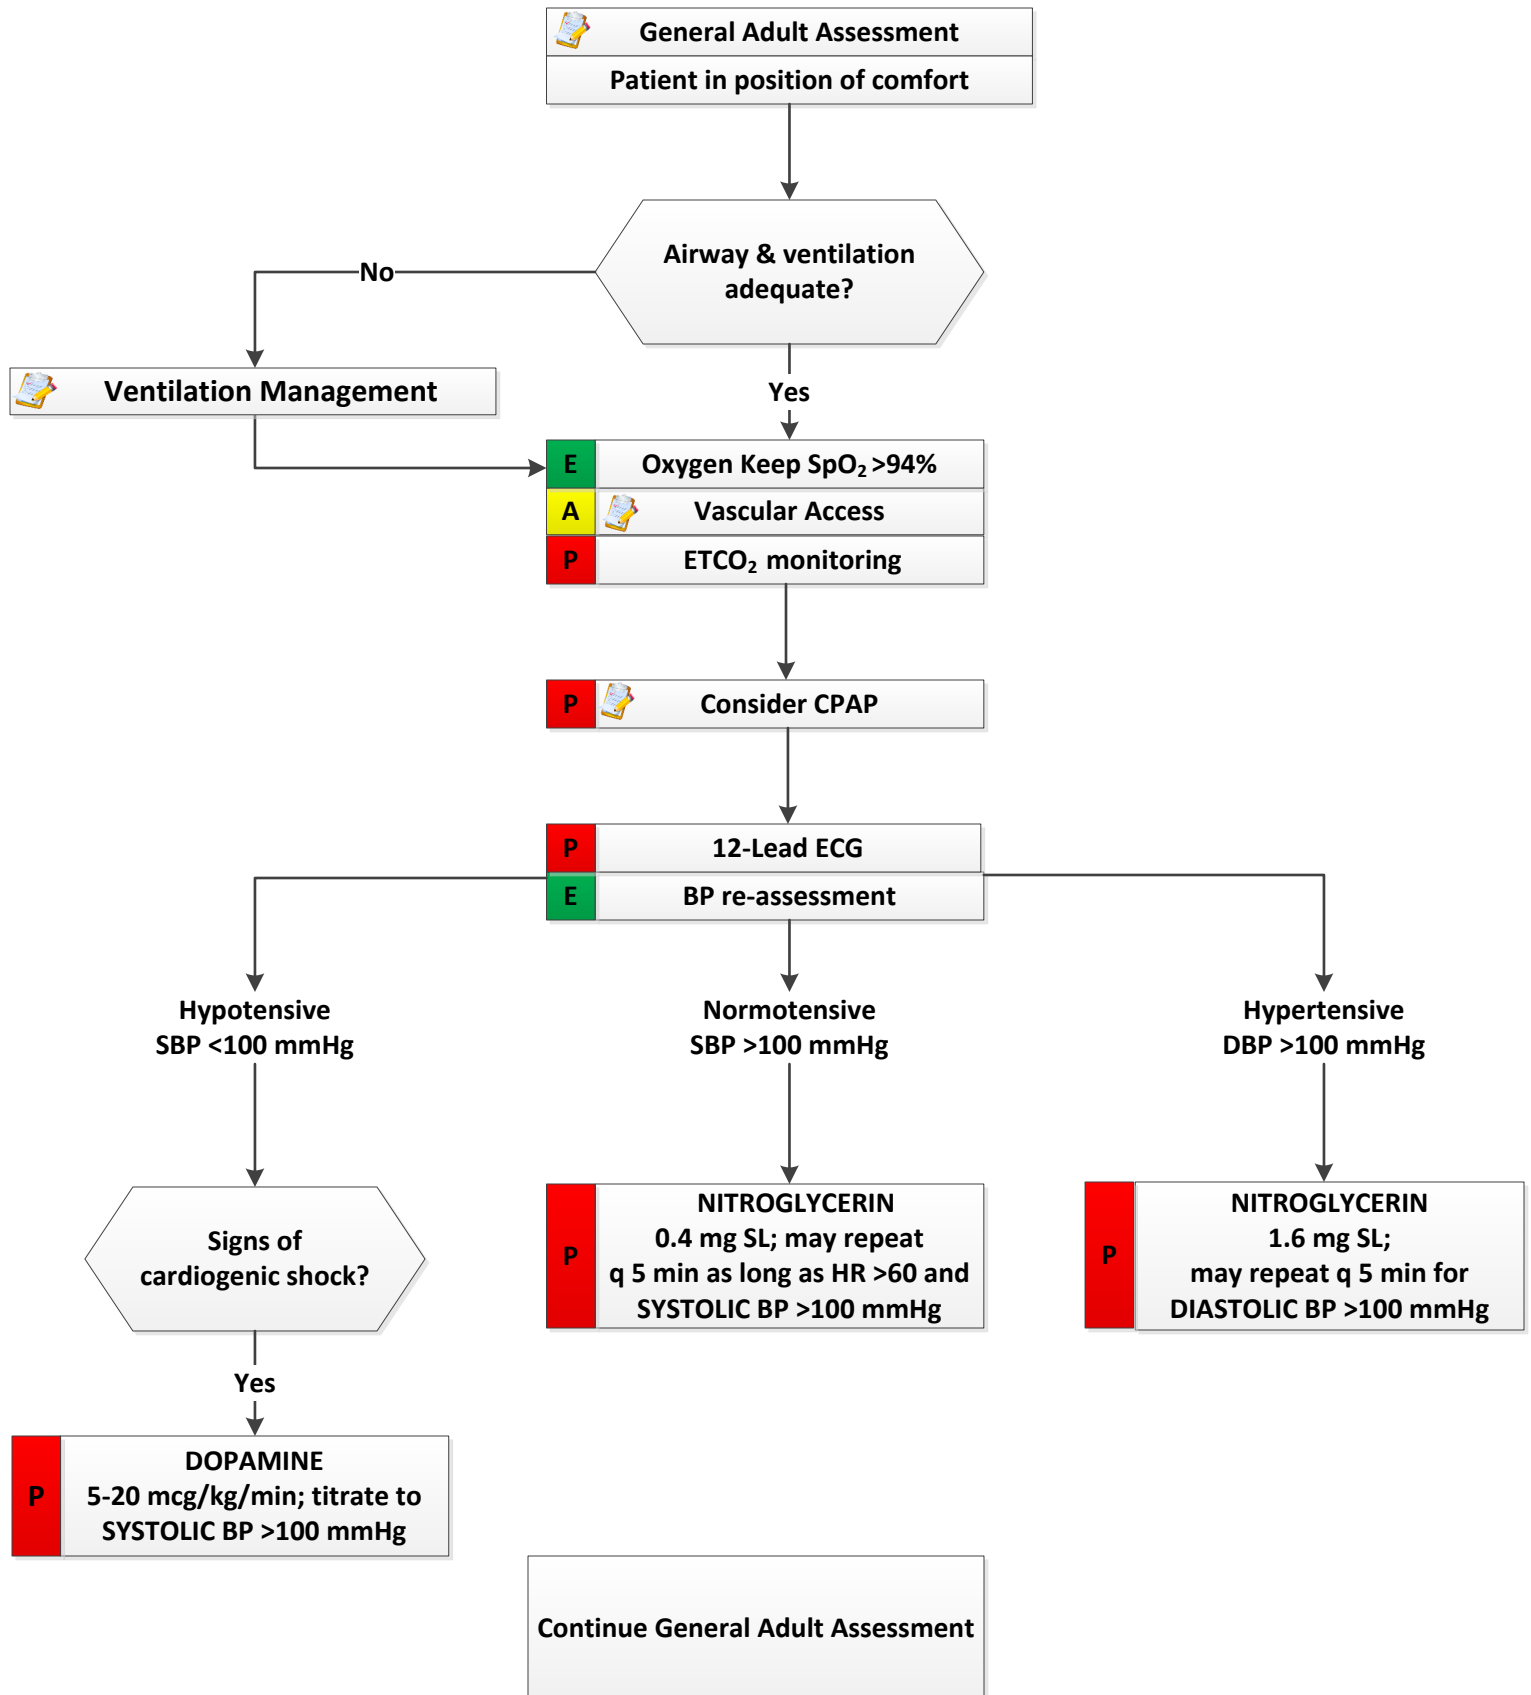 General Adult Assessment
Patient in position of comfort
Airway & ventilation
adequate?
No
Yes
Ventilation Management
E
Oxygen Keep SpO₂ >94%
A
Vascular Access
P
ETCO₂ monitoring
P
Consider CPAP
P
12-Lead ECG
E
BP re-assessment
Hypotensive
SBP <100 mmHg
Normotensive
SBP >100 mmHg
Hypertensive
DBP >100 mmHg
Signs of
cardiogenic shock?
P
NITROGLYCERIN
0.4 mg SL; may repeat
q 5 min as long as HR >60 and
SYSTOLIC BP >100 mmHg
P
NITROGLYCERIN
1.6 mg SL;
may repeat q 5 min for
DIASTOLIC BP >100 mmHg
Yes
P
DOPAMINE
5-20 mcg/kg/min; titrate to
SYSTOLIC BP >100 mmHg
Continue General Adult Assessment